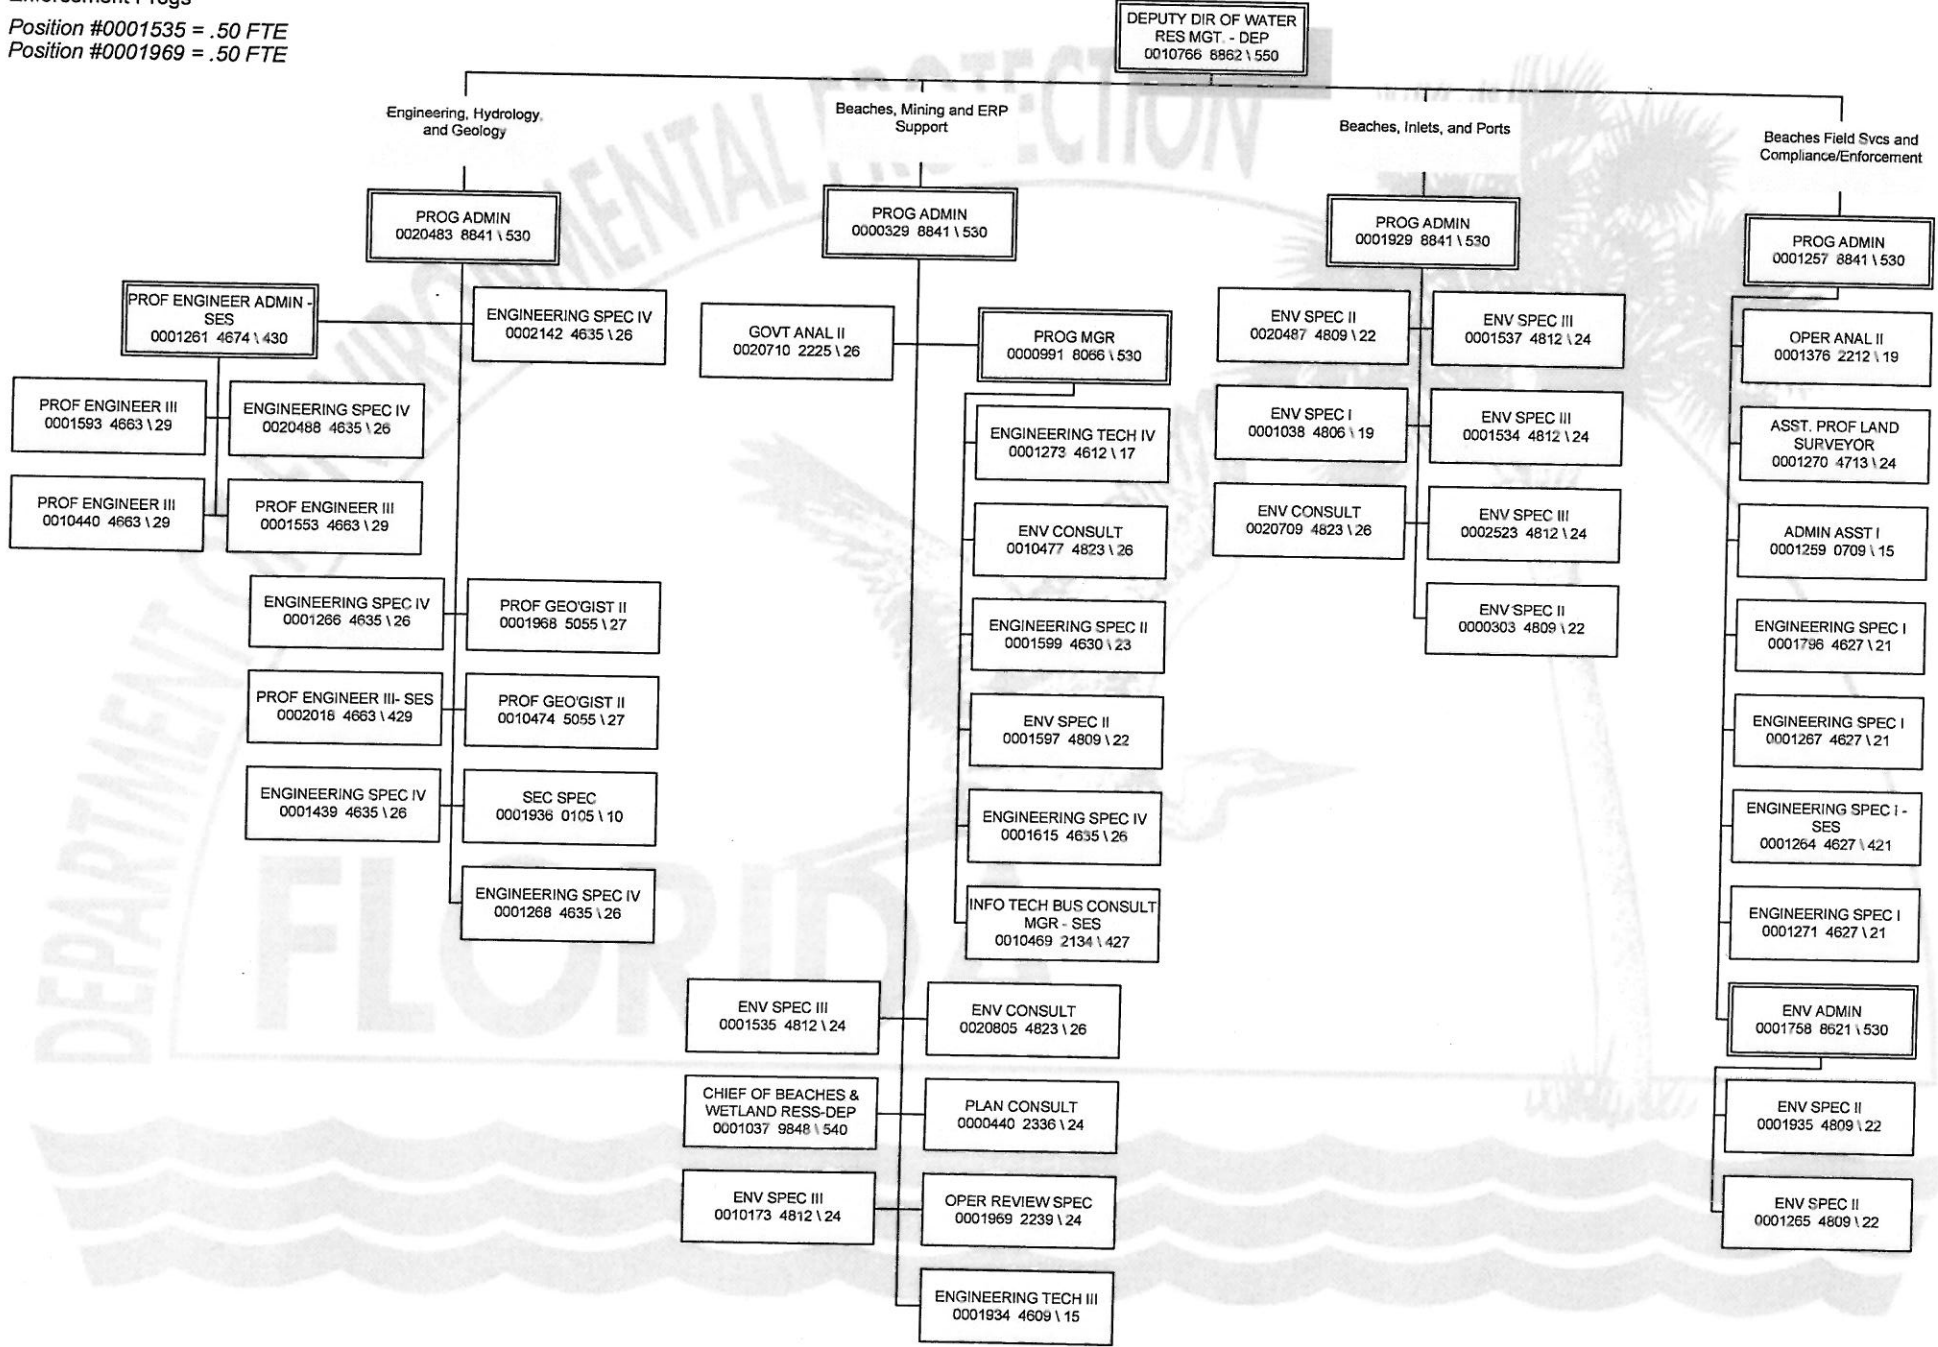 Enforcement Progs
Position #0001535 = .50 FTE
Position #0001969 = .50 FTE
DEPUTY DIR OF WATER
RES MGT. - DEP
0010766 8862 \ 550
Engineering, Hydrology,
and Geology
PROG ADMIN
0020483 8841 \ 530
PROF ENGINEER ADMIN -
SES
0001261 4674 \ 430
ENGINEERING SPEC IV
0002142 4635 \ 26
PROF ENGINEER III
0001593 4663 \ 29
ENGINEERING SPEC IV
0020488 4635 \ 26
PROF ENGINEER III
0010440 4663 \ 29
PROF ENGINEER III
0001553 4663 \ 29
ENGINEERING SPEC IV
0001266 4635 \ 26
PROF GEO'GIST II
0001968 5055 \ 27
PROF ENGINEER III- SES
0002018 4663 \ 429
PROF GEO'GIST II
0010474 5055 \ 27
ENGINEERING SPEC IV
0001439 4635 \ 26
SEC SPEC
0001936 0105 \ 10
ENGINEERING SPEC IV
0001268 4635 \ 26
Beaches, Mining and ERP
Support
PROG ADMIN
0000329 8841 \ 530
GOVT ANAL II
0020710 2225 \ 26
PROG MGR
0000991 8066 \ 530
ENGINEERING TECH IV
0001273 4612 \ 17
ENV CONSULT
0010477 4823 \ 26
ENGINEERING SPEC II
0001599 4630 \ 23
ENV SPEC II
0001597 4809 \ 22
ENGINEERING SPEC IV
0001615 4635 \ 26
INFO TECH BUS CONSULT
MGR - SES
0010469 2134 \ 427
ENV SPEC III
0001535 4812 \ 24
ENV CONSULT
0020805 4823 \ 26
CHIEF OF BEACHES &
WETLAND RESS-DEP
0001037 9848 \ 540
PLAN CONSULT
0000440 2336 \ 24
ENV SPEC III
0010173 4812 \ 24
OPER REVIEW SPEC
0001969 2239 \ 24
ENGINEERING TECH III
0001934 4609 \ 15
Beaches, Inlets, and Ports
PROG ADMIN
0001929 8841 \ 530
ENV SPEC II
0020487 4809 \ 22
ENV SPEC III
0001537 4812 \ 24
ENV SPEC I
0001038 4806 \ 19
ENV SPEC III
0001534 4812 \ 24
ENV CONSULT
0020709 4823 \ 26
ENV SPEC III
0002523 4812 \ 24
ENV SPEC II
0000303 4809 \ 22
Beaches Field Svcs and
Compliance/Enforcement
PROG ADMIN
0001257 8841 \ 530
OPER ANAL II
0001376 2212 \ 19
ASST. PROF LAND
SURVEYOR
0001270 4713 \ 24
ADMIN ASST I
0001259 0709 \ 15
ENGINEERING SPEC I
0001796 4627 \ 21
ENGINEERING SPEC I
0001267 4627 \ 21
ENGINEERING SPEC I -
SES
0001264 4627 \ 421
ENGINEERING SPEC I
0001271 4627 \ 21
ENV ADMIN
0001758 8621 \ 530
ENV SPEC II
0001935 4809 \ 22
ENV SPEC II
0001265 4809 \ 22
DEPARTMENT OF ENVIRONMENTAL PROTECTION
FLORIDA